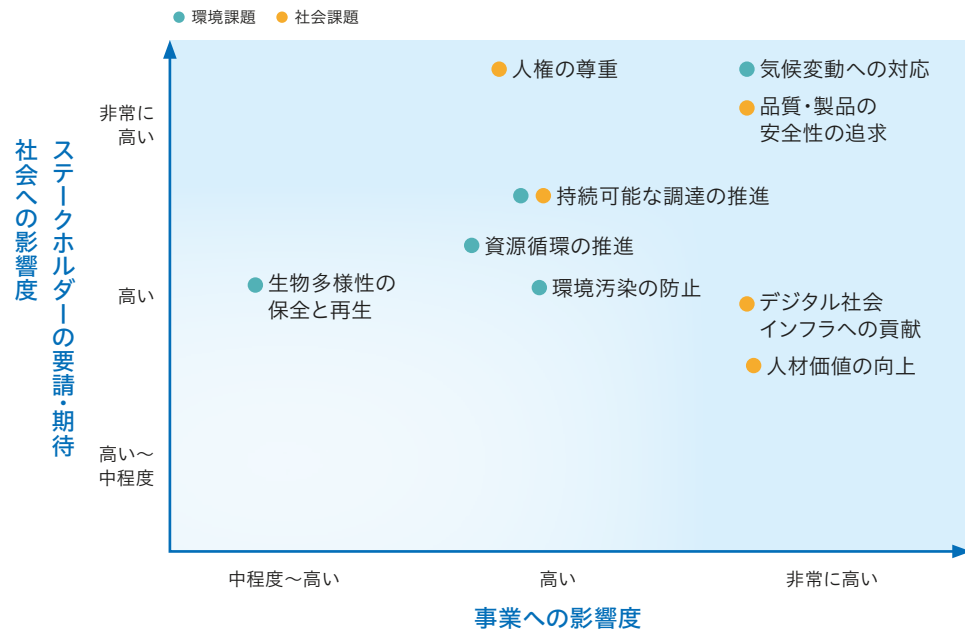 環境課題 社会課題
ステークホルダーの要請・期待
社会への影響度
非常に
高い
高い
高い～
中程度
人権の尊重
気候変動への対応
品質・製品の
安全性の追求
持続可能な調達の推進
資源循環の推進
生物多様性の
保全と再生
環境汚染の防止
デジタル社会
インフラへの貢献
人材価値の向上
中程度～高い 高い 非常に高い
事業への影響度